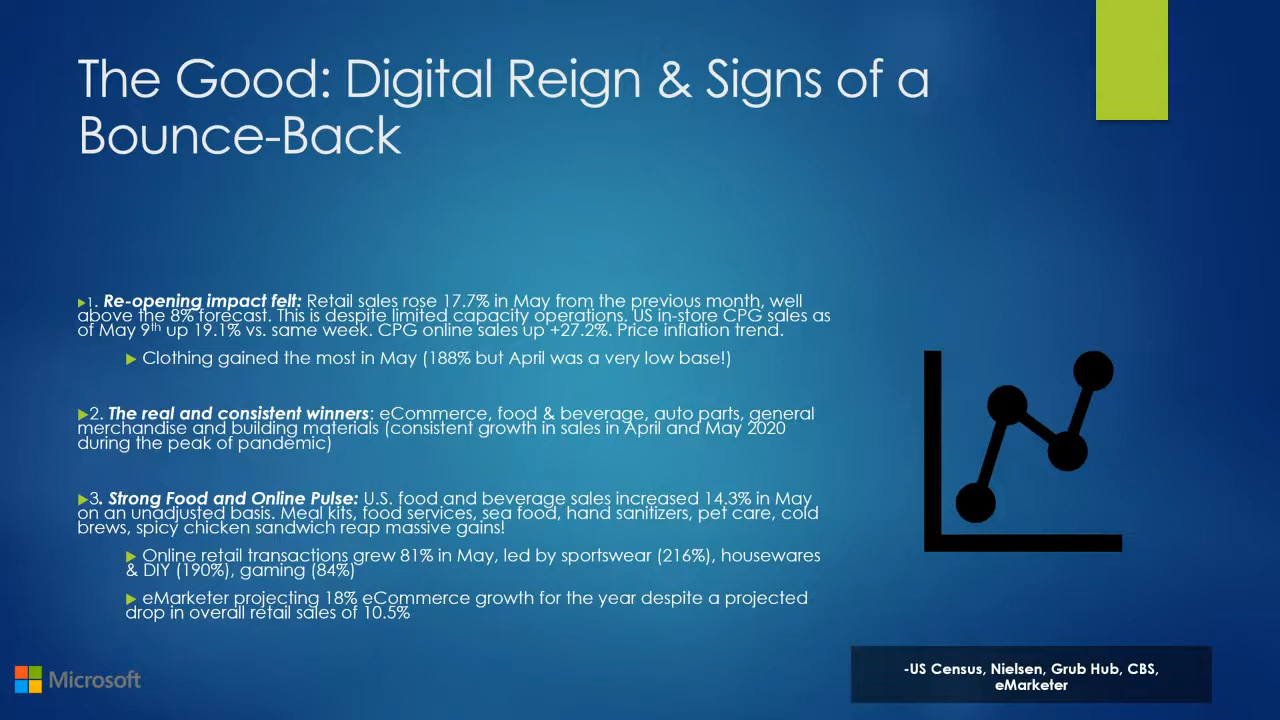 The Good: Digital Reign & Signs of a
Bounce-Back
1. Re-opening impact felt: Retail sales rose 17.7% in May from the previous month, well
above the 8% forecast. This is despite limited capacity operations. US in-store CPG sales as
of May 9th up 19.1% vs. same week. CPG online sales up +27.2%. Price inflation trend.
Clothing gained the most in May (188% but April was a very low base!)
2. The real and consistent winners: eCommerce, food & beverage, auto parts, general
merchandise and building materials (consistent growth in sales in April and May 2020
during the peak of pandemic)
3. Strong Food and Online Pulse: U.S. food and beverage sales increased 14.3% in May
on an unadjusted basis. Meal kits, food services, sea food, hand sanitizers, pet care, cold
brews, spicy chicken sandwich reap massive gains!
Online retail transactions grew 81% in May, led by sportswear (216%), housewares
& DIY (190%), gaming (84%)
eMarketer projecting 18% eCommerce growth for the year despite a projected
drop in overall retail sales of 10.5%
Microsoft
-US Census, Nielsen, Grub Hub, CBS,
eMarketer